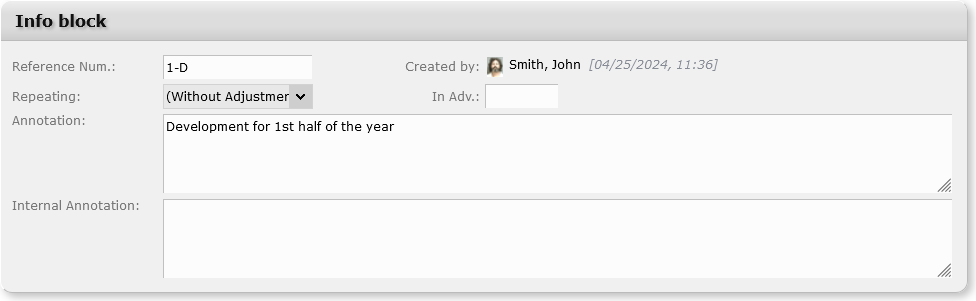 Info block
Reference Num.: 1-D Created by: Smith, John [04/25/2024, 11:36]
Repeating: (Without Adjustmer In Adv.:
Annotation: Development for 1st half of the year
Internal Annotation: